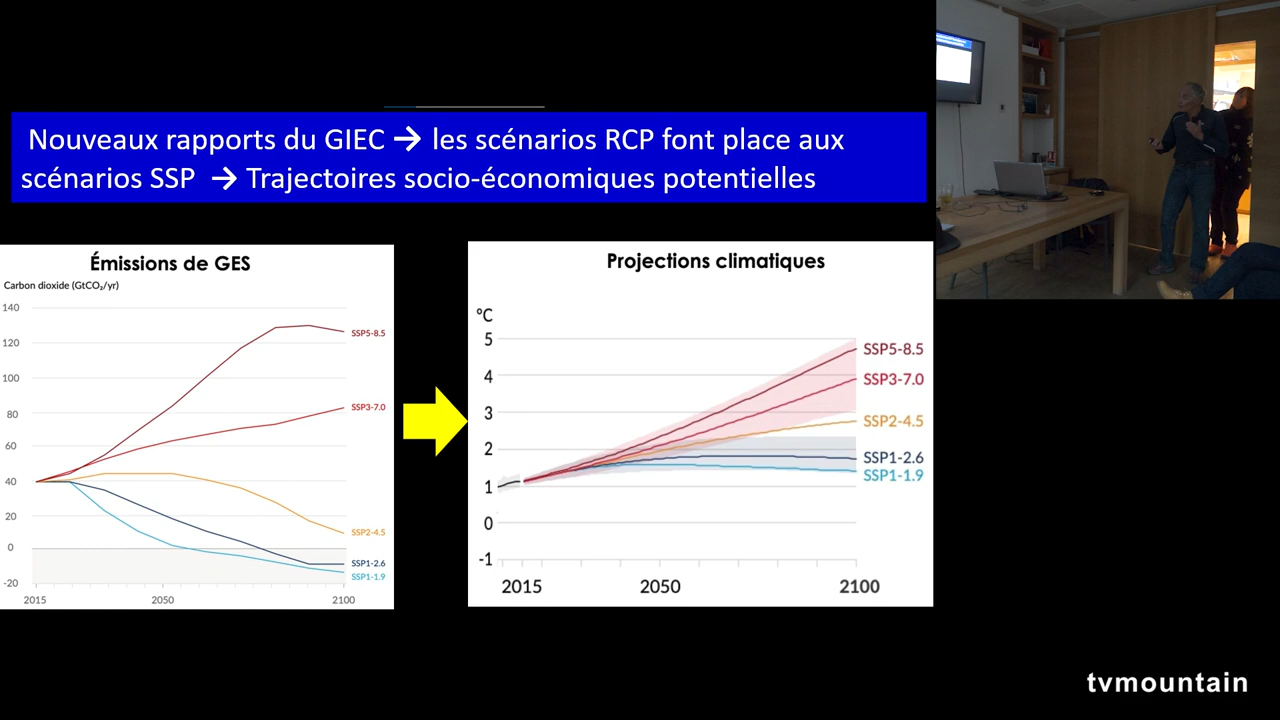 Nouveaux rapports du GIEC → les scénarios RCP font place aux
scénarios SSP → Trajectoires socio-économiques potentielles
Émissions de GES
Carbon dioxide (GtCO₂/yr)
140
120
100
80
60
40
20
0
-20
2015
2050
2100
SSP5-8.5
SSP3-7.0
SSP2-4.5
SSP1-2.6
SSP1-1.9
Projections climatiques
°C
5
4
3
2
1
0
-1
2015
2050
2100
SSP5-8.5
SSP3-7.0
SSP2-4.5
SSP1-2.6
SSP1-1.9
tvmountain